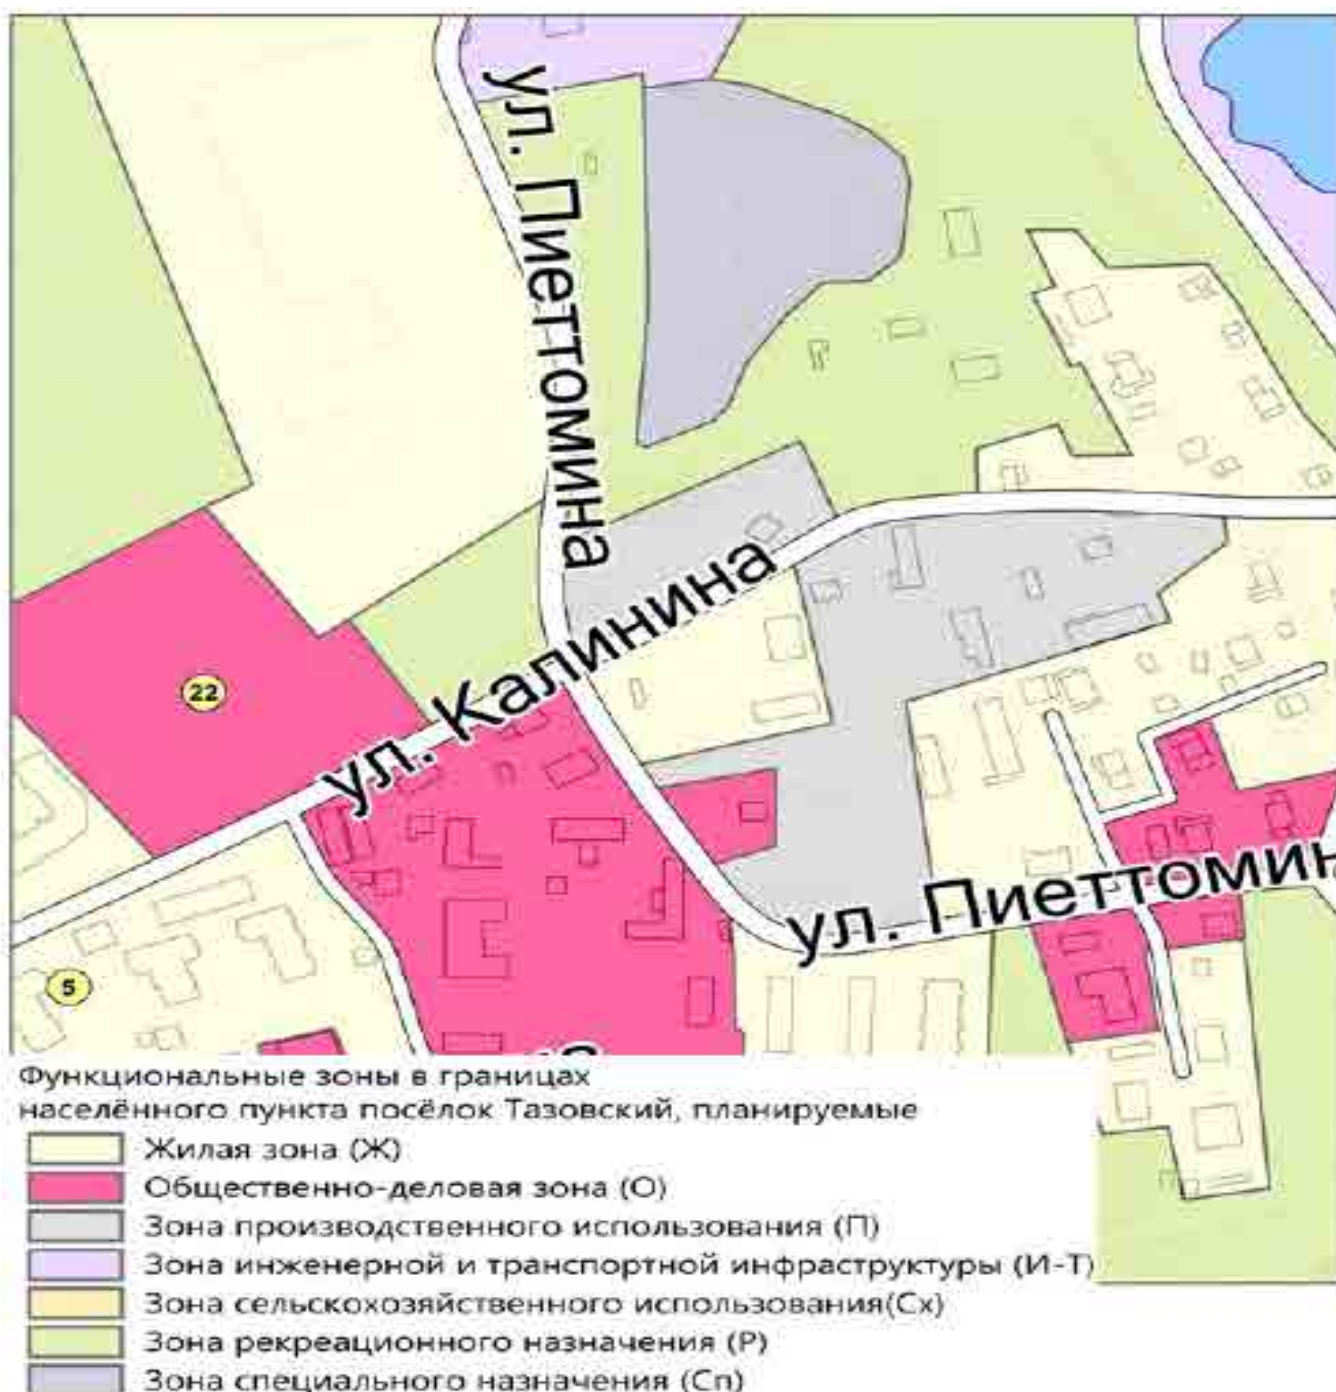 ул. Пиеттомина
ул. Калинина
22
ул. Пиеттомин
5
Функциональные зоны в границах
населённого пункта посёлок Тазовский, планируемые
Жилая зона (Ж)
Общественно-деловая зона (О)
Зона производственного использования (П)
Зона инженерной и транспортной инфраструктуры (И-Т)
Зона сельскохозяйственного использования(Сх)
Зона рекреационного назначения (Р)
Зона специального назначения (Сп)